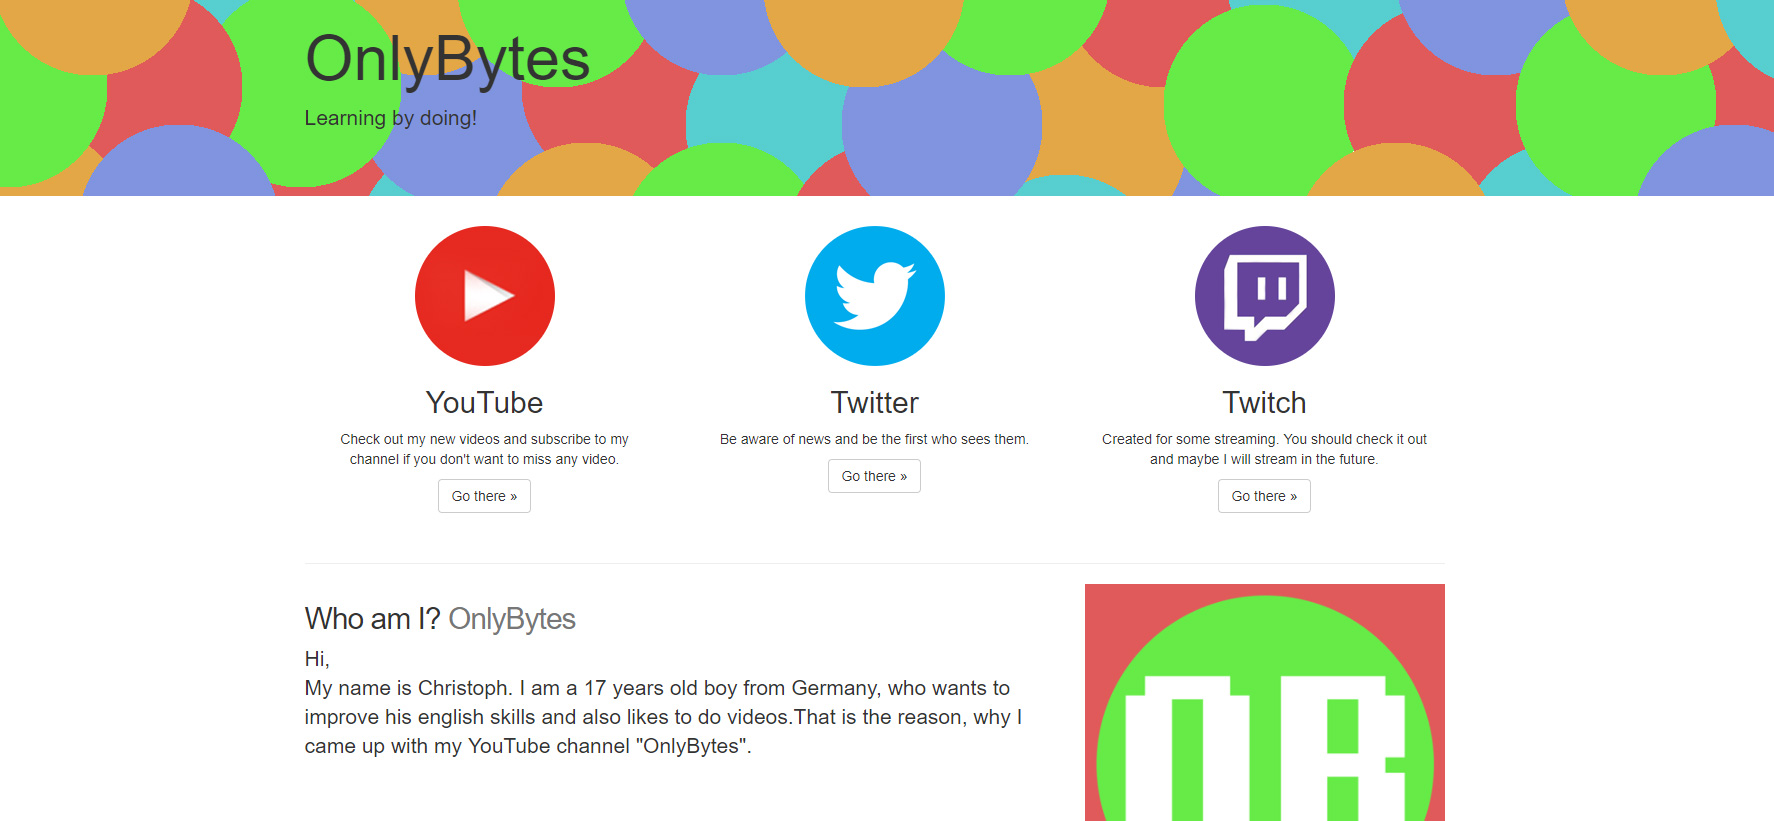 OnlyBytes
Learning by doing!
YouTube
Check out my new videos and subscribe to my
channel if you don't want to miss any video.
Go there »
Twitter
Be aware of news and be the first who sees them.
Go there »
Twitch
Created for some streaming. You should check it out
and maybe I will stream in the future.
Go there »
Who am I? OnlyBytes
Hi,
My name is Christoph. I am a 17 years old boy from Germany, who wants to
improve his english skills and also likes to do videos.That is the reason, why I
came up with my YouTube channel "OnlyBytes".
OB